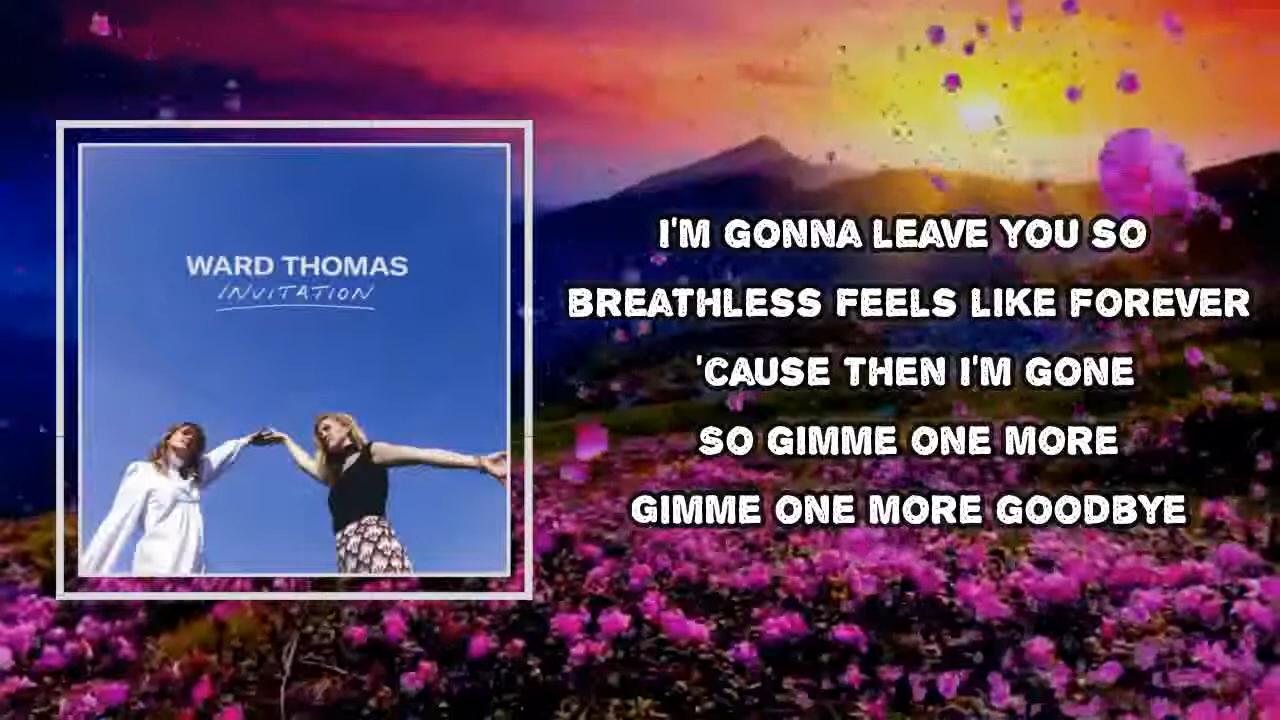 WARD THOMAS
INVITATION
I'M GONNA LEAVE YOU SO
BREATHLESS FEELS LIKE FOREVER
'CAUSE THEN I'M GONE
SO GIMME ONE MORE
GIMME ONE MORE GOODBYE